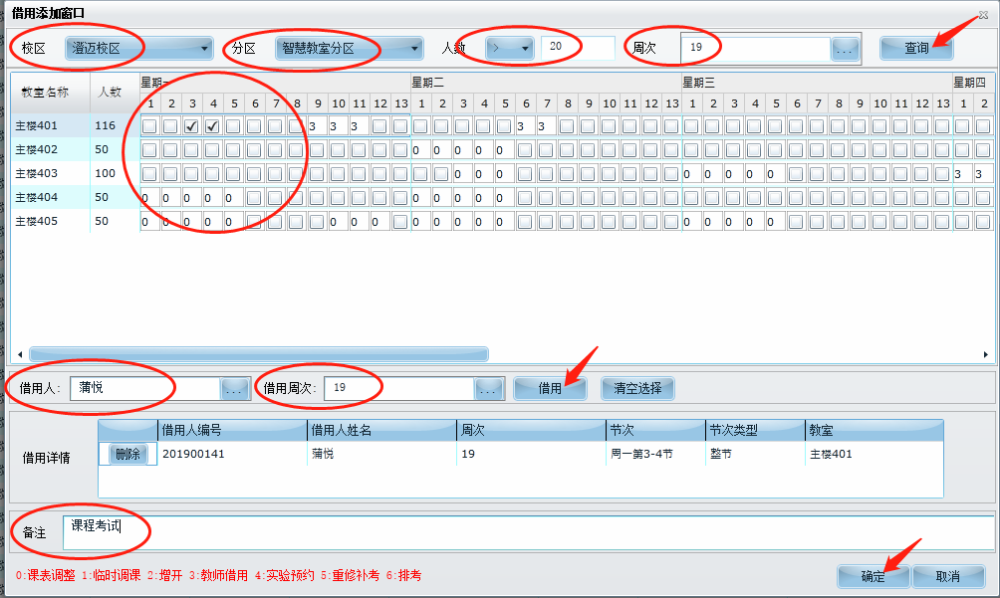 借用添加窗口
校区 澄迈校区 分区 智慧教室分区 人数 > 20 周次 19 ... 查询
教室名称 人数 星期一 星期二 星期三 星期四
1 2 3 4 5 6 7 8 9 10 11 12 13 1 2 3 4 5 6 7 8 9 10 11 12 13 1 2 3 4 5 6 7 8 9 10 11 12 13 1 2
主楼401 116 3 3 3 3 3
主楼402 50 0 0 0 0 0
主楼403 100 0 0 0 0 0 0 0 0 3 3
主楼404 50 0 0 0 0 0 0 0 0 0 0
主楼405 50 0 0 0 0 0 0 0 0 0 0 0 0 0 0 0 0 0 0
借用人: 蒲悦 ... 借用周次: 19 ... 借用 清空选择
借用详情
借用人编号 借用人姓名 周次 节次 节次类型 教室
删除 201900141 蒲悦 19 周一第3-4节 整节 主楼401
备注 课程考试
0:课表调整 1:临时调课 2:增开 3:教师借用 4:实验预约 5:重修补考 6:排考
确定 取消